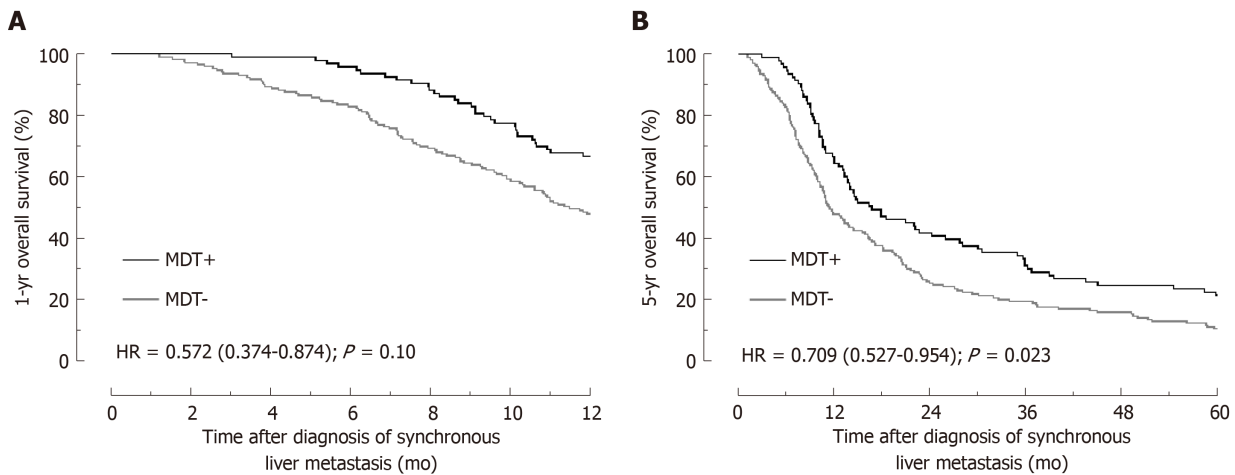 A
1-yr overall survival (%)
100
80
60
40
20
0
MDT+
MDT-
HR = 0.572 (0.374-0.874); P = 0.10
0 2 4 6 8 10 12
Time after diagnosis of synchronous
liver metastasis (mo)
B
5-yr overall survival (%)
100
80
60
40
20
0
MDT+
MDT-
HR = 0.709 (0.527-0.954); P = 0.023
0 12 24 36 48 60
Time after diagnosis of synchronous
liver metastasis (mo)